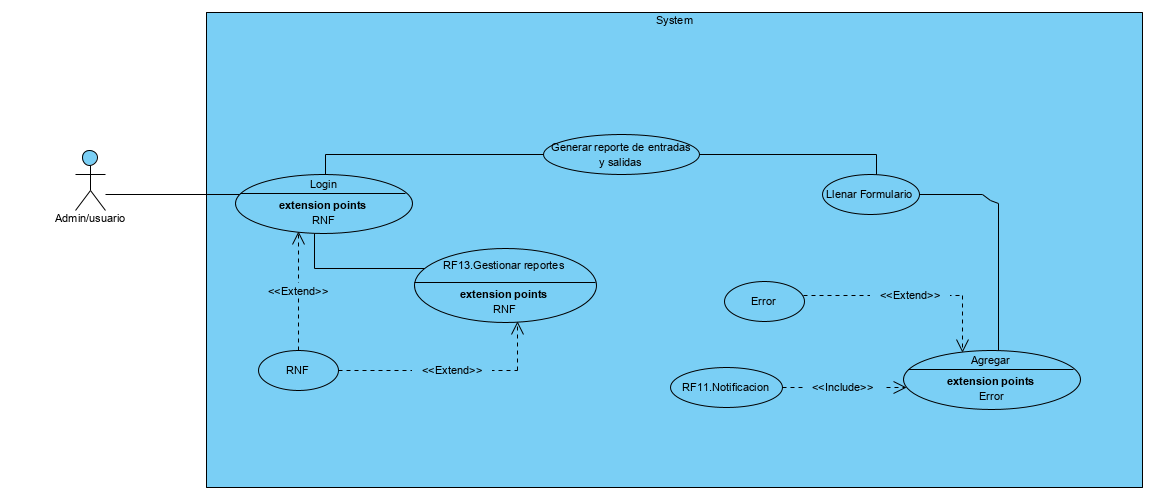 System
Generar reporte de entradas
y salidas
Login
extension points
RNF
Llenar Formulario
Admin/usuario
RF13.Gestionar reportes
extension points
RNF
<<Extend>>
Error
<<Extend>>
RNF
<<Extend>>
Agregar
extension points
Error
RF11.Notificacion
<<Include>>